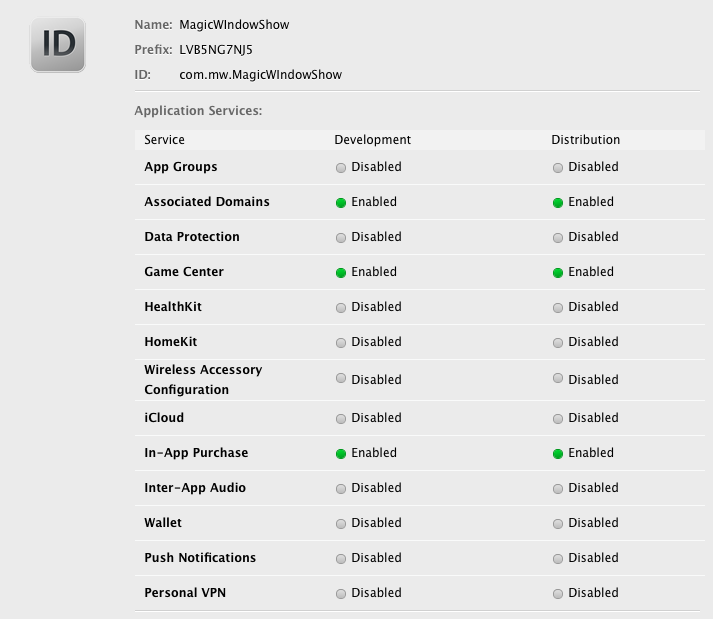 ID
Name: MagicWIndowShow
Prefix: LVB5NG7NJ5
ID: com.mw.MagicWIndowShow
Application Services:
Service Development Distribution
App Groups Disabled Disabled
Associated Domains Enabled Enabled
Data Protection Disabled Disabled
Game Center Enabled Enabled
HealthKit Disabled Disabled
HomeKit Disabled Disabled
Wireless Accessory
Configuration Disabled Disabled
iCloud Disabled Disabled
In-App Purchase Enabled Enabled
Inter-App Audio Disabled Disabled
Wallet Disabled Disabled
Push Notifications Disabled Disabled
Personal VPN Disabled Disabled